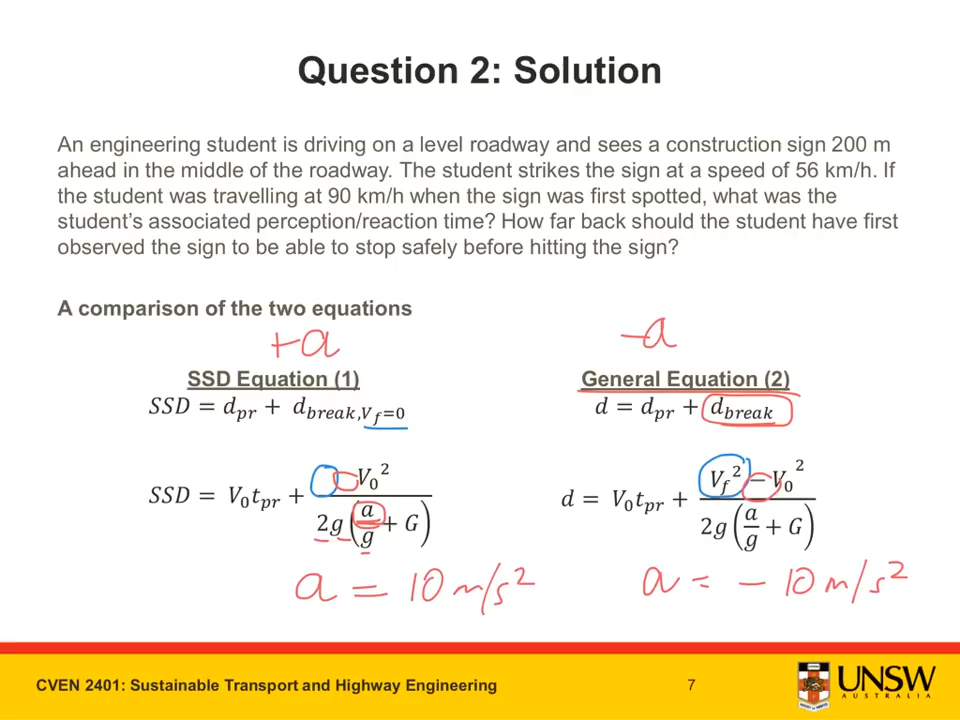 Question 2: Solution
An engineering student is driving on a level roadway and sees a construction sign 200 m
ahead in the middle of the roadway. The student strikes the sign at a speed of 56 km/h. If
the student was travelling at 90 km/h when the sign was first spotted, what was the
student's associated perception/reaction time? How far back should the student have first
observed the sign to be able to stop safely before hitting the sign?
A comparison of the two equations
+a
SSD Equation (1)
SSD = d_pr + d_break,V_f=0
SSD = V_0 t_pr + V_0^2 / 2g(a/g + G)
a = 10 m/s^2
-a
General Equation (2)
d = d_pr + d_break
d = V_0 t_pr + V_f^2 − V_0^2 / 2g(a/g + G)
a = -10 m/s^2
CVEN 2401: Sustainable Transport and Highway Engineering
7
UNSW
AUSTRALIA